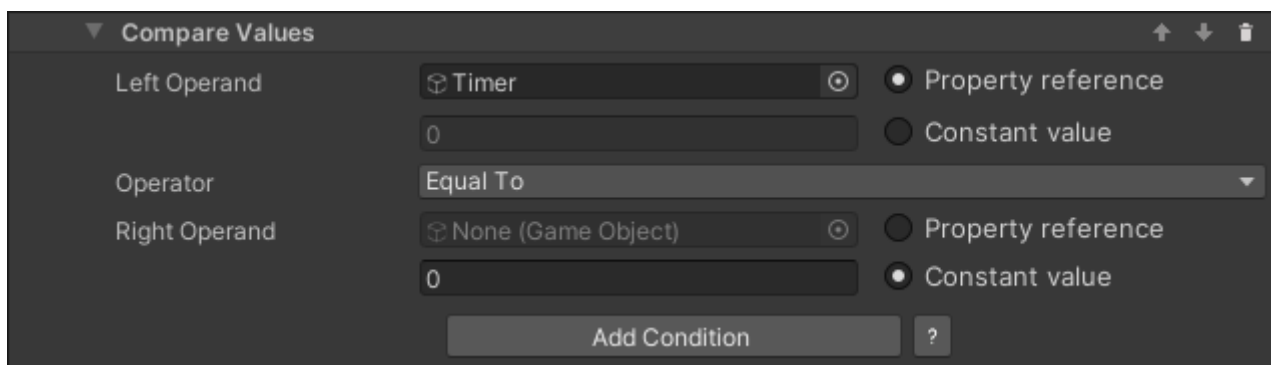 Compare Values
Left Operand Timer Property reference
0 Constant value
Operator Equal To
Right Operand None (Game Object) Property reference
0 Constant value
Add Condition ?